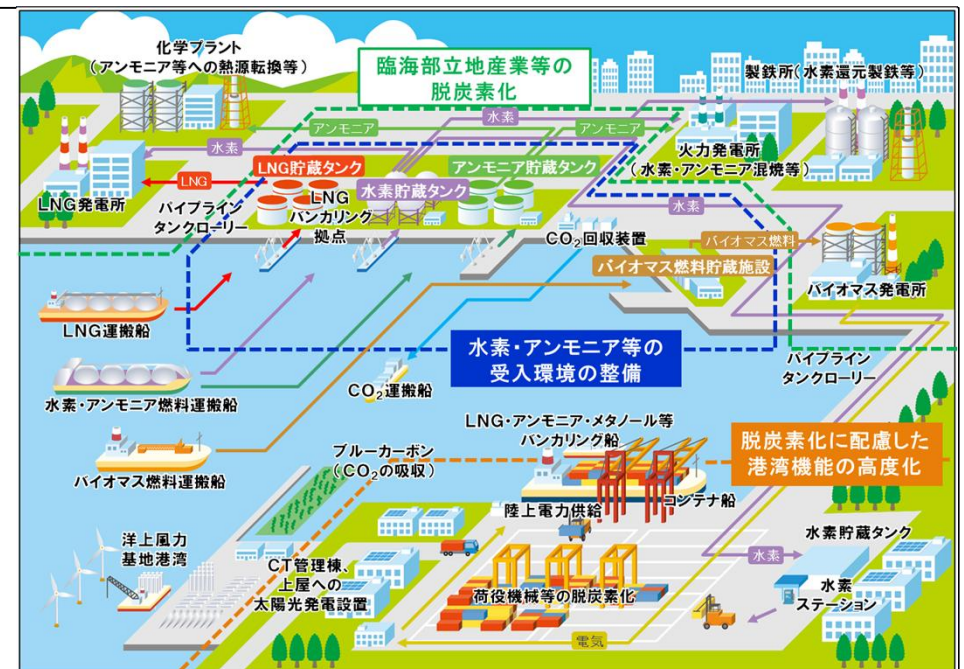 化学プラント
(アンモニア等への熱源転換等)
臨海部立地産業等の
脱炭素化
製鉄所(水素還元製鉄等)
アンモニア
水素
アンモニア
水素
火力発電所
(水素・アンモニア混焼等)
LNG
LNG貯蔵タンク
水素貯蔵タンク
アンモニア貯蔵タンク
LNG発電所
パイプライン
タンクローリー
LNG
バンカリング
拠点
CO2回収装置
水素
バイオマス燃料
バイオマス燃料貯蔵施設
バイオマス発電所
LNG運搬船
水素・アンモニア等の
受入環境の整備
パイプライン
タンクローリー
水素・アンモニア燃料運搬船
CO2運搬船
LNG・アンモニア・メタノール等
バンカリング船
脱炭素化に配慮した
港湾機能の高度化
バイオマス燃料運搬船
ブルーカーボン
(CO2の吸収)
コンテナ船
陸上電力供給
水素貯蔵タンク
洋上風力
基地港湾
CT管理棟、
上屋への
太陽光発電設置
荷役機械等の脱炭素化
水素
水素
ステーション
電気